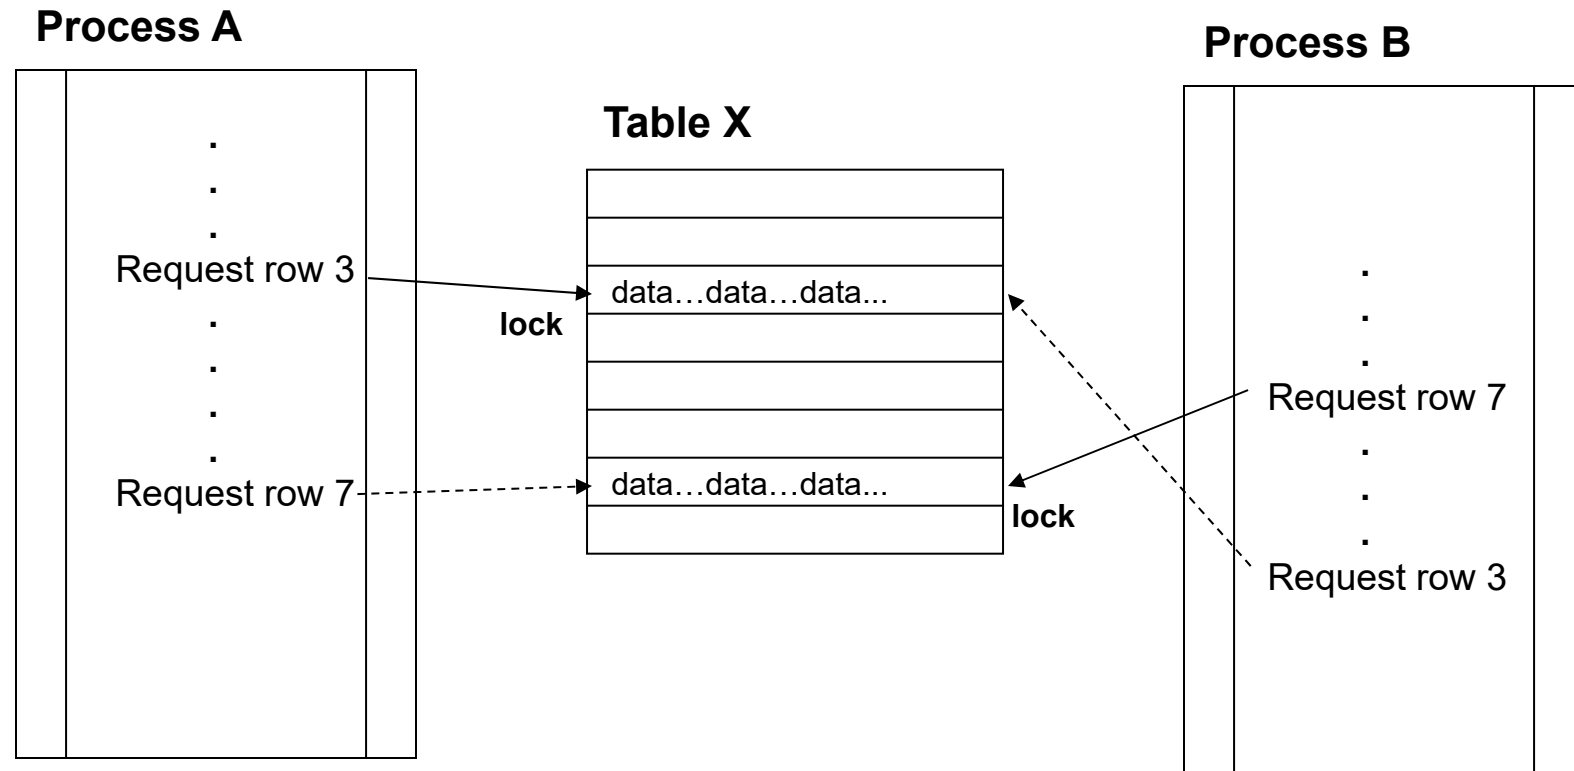 Process A
.
.
.
Request row 3
.
.
.
.
Request row 7
Table X
data…data…data...
lock
data…data…data...
lock
Process B
.
.
.
Request row 7
.
.
.
Request row 3